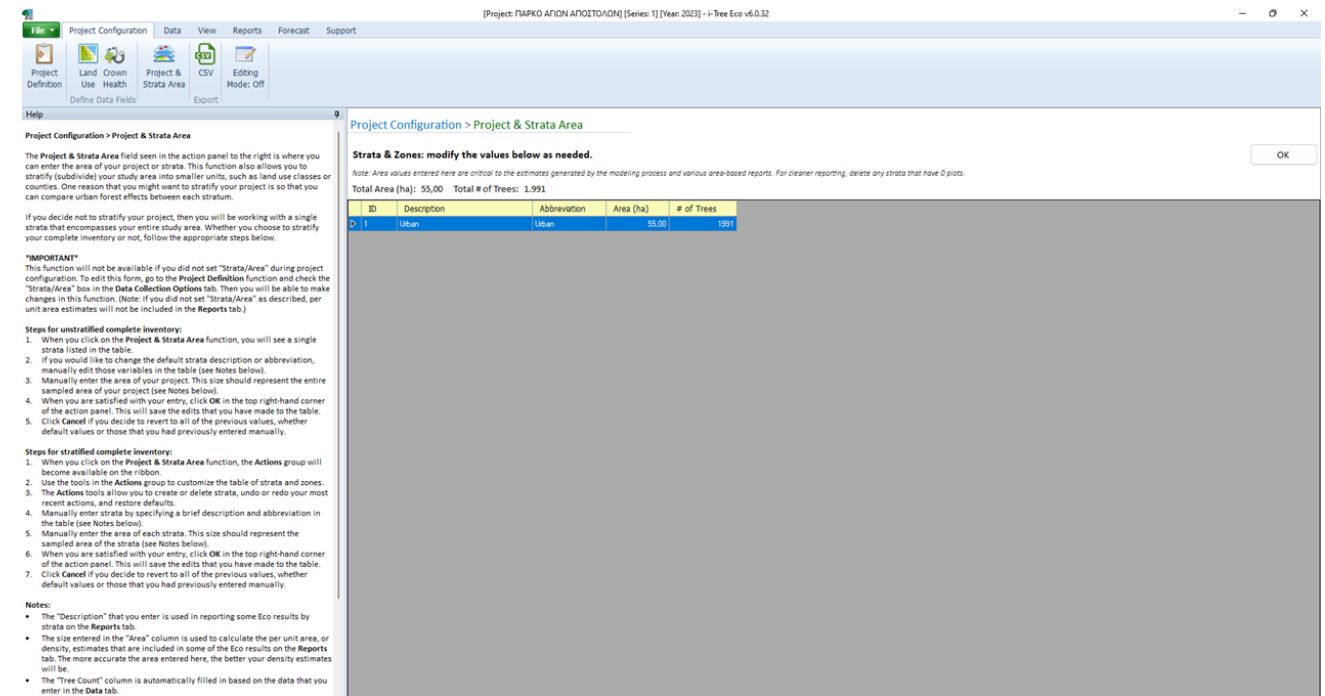 [Project: ΠΑΡΚΟ ΑΓΙΩΝ ΑΠΟΣΤΟΛΩΝ] [Series: 1] [Year: 2023] - i-Tree Eco v6.0.32
File Project Configuration Data View Reports Forecast Support
Project Definition
Land Use
Crown Health
Project & Strata Area
CSV
Editing Mode: Off
Define Data Fields
Export
Help
Project Configuration > Project & Strata Area
The Project & Strata Area field seen in the action panel to the right is where you
can enter the area of your project or strata. This function also allows you to
stratify (subdivide) your study area into smaller units, such as land use classes or
counties. One reason that you might want to stratify your project is so that you
can compare urban forest effects between each stratum.
If you decide not to stratify your project, then you will be working with a single
strata that encompasses your entire study area. Whether you choose to stratify
your complete inventory or not, follow the appropriate steps below.
*IMPORTANT*
This function will not be available if you did not set "Strata/Area" during project
configuration. To edit this form, go to the Project Definition function and check the
"Strata/Area" box in the Data Collection Options tab. Then you will be able to make
changes in this function. (Note: If you did not set "Strata/Area" as described, per
unit area estimates will not be included in the Reports tab.)
Steps for unstratified complete inventory:
1. When you click on the Project & Strata Area function, you will see a single
strata listed in the table.
2. If you would like to change the default strata description or abbreviation,
manually edit those variables in the table (see Notes below).
3. Manually enter the area of your project. This size should represent the entire
sampled area of your project (see Notes below).
4. When you are satisfied with your entry, click OK in the top right-hand corner
of the action panel. This will save the edits that you have made to the table.
5. Click Cancel if you decide to revert to all of the previous values, whether
default values or those that you had previously entered manually.
Steps for stratified complete inventory:
1. When you click on the Project & Strata Area function, the Actions group will
become available on the ribbon.
2. Use the tools in the Actions group to customize the table of strata and zones.
3. The Actions tools allow you to create or delete strata, undo or redo your most
recent actions, and restore defaults.
4. Manually enter strata by specifying a brief description and abbreviation in
the table (see Notes below).
5. Manually enter the area of each strata. This size should represent the
sampled area of the strata (see Notes below).
6. When you are satisfied with your entry, click OK in the top right-hand corner
of the action panel. This will save the edits that you have made to the table.
7. Click Cancel if you decide to revert to all of the previous values, whether
default values or those that you had previously entered manually.
Notes:
• The "Description" that you enter is used in reporting some Eco results by
strata on the Reports tab.
• The size entered in the "Area" column is used to calculate the per unit area, or
density, estimates that are included in some of the Eco results on the Reports
tab. The more accurate the area entered here, the better your density estimates
will be.
• The "Tree Count" column is automatically filled in based on the data that you
enter in the Data tab.
Project Configuration > Project & Strata Area
Strata & Zones: modify the values below as needed.
OK
Note: Area values entered here are critical to the estimates generated by the modeling process and various area-based reports. For cleaner reporting, delete any strata that have 0 plots.
Total Area (ha): 55,00 Total # of Trees: 1.991
ID Description Abbreviation Area (ha) # of Trees
1 Urban Urban 55,00 1991